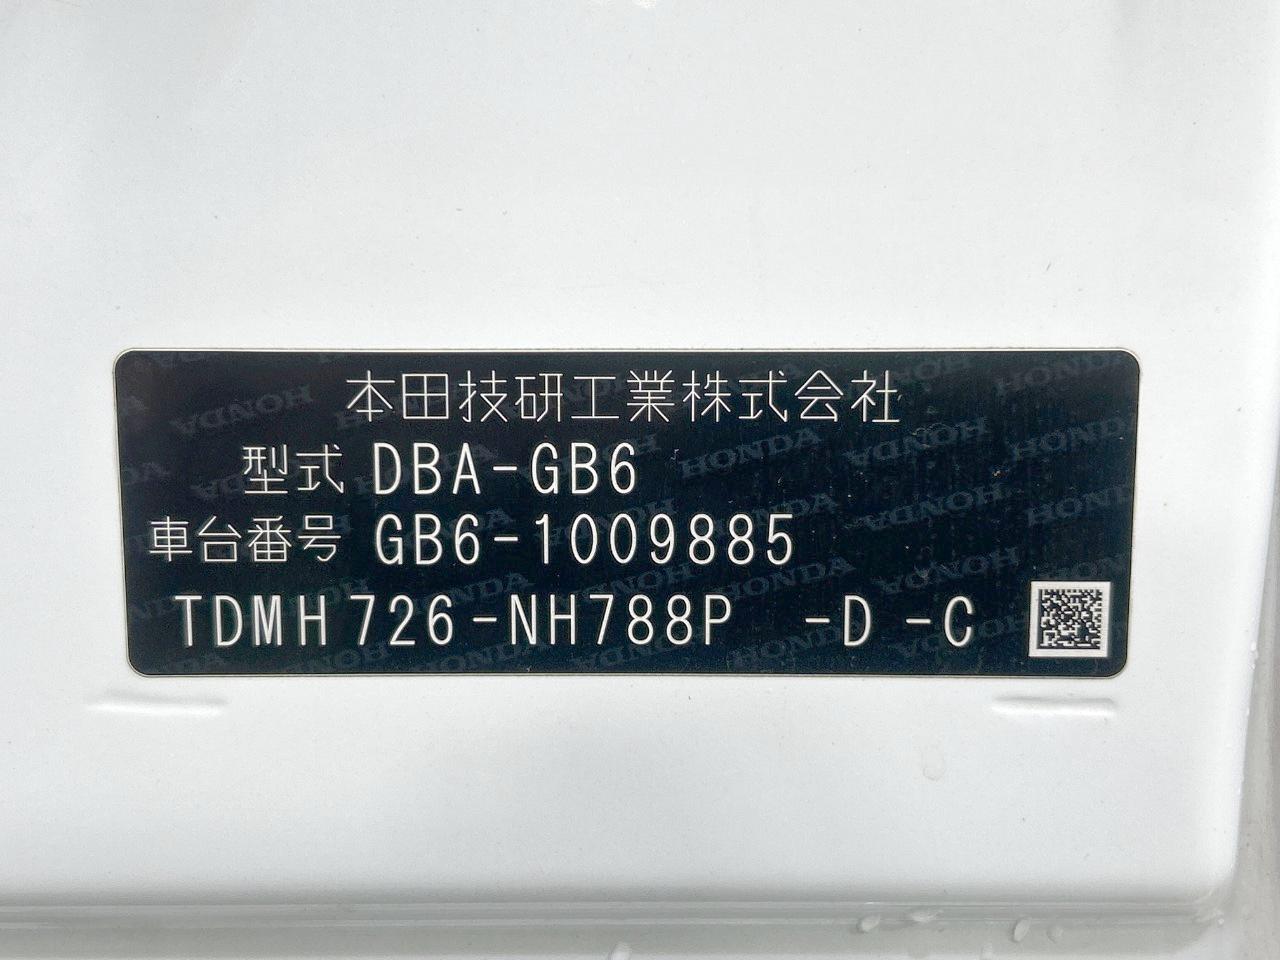 本田技研工業株式会社
型式 DBA-GB6
車台番号 GB6-1009885
TDMH726-NH788P -D -C